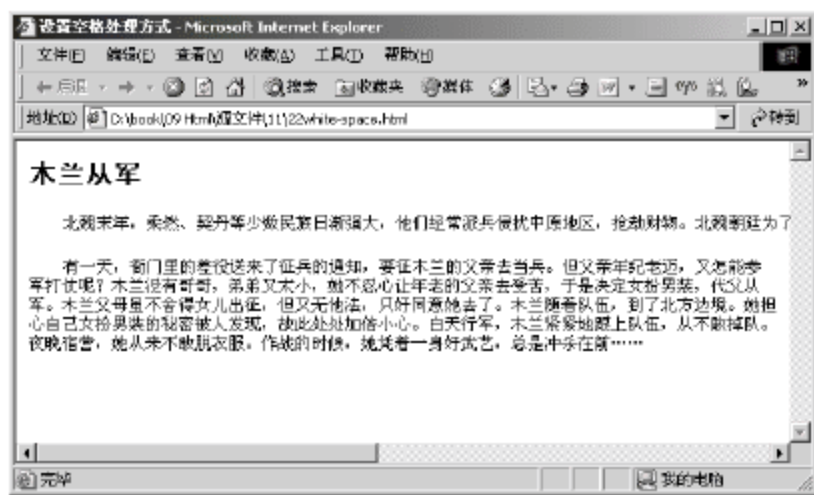 设置空格处理方式 - Microsoft Internet Explorer
文件(F) 编辑(E) 查看(V) 收藏(A) 工具(T) 帮助(H)
后退 搜索 收藏夹 媒体
地址(D) D:\book\09 Html\源文件\11\22white-space.html 转到
木兰从军
北魏末年，柔然、契丹等少数民族日渐强大，他们经常派兵侵扰中原地区，抢劫财物。北魏朝廷为了
有一天，衙门里的差役送来了征兵的通知，要征木兰的父亲去当兵。但父亲年纪老迈，又怎能参
军打仗呢？木兰没有哥哥，弟弟又太小，她不忍心让年老的父亲去受苦，于是决定女扮男装，代父从
军。木兰父母虽不舍得女儿出征，但又无他法，只好同意她去了。木兰随着队伍，到了北方边境。她担
心自己女扮男装的秘密被人发现，故此处处加倍小心。白天行军，木兰紧紧地跟上队伍，从不敢掉队。
夜晚宿营，她从来不敢脱衣服。作战的时候，她凭着一身好武艺，总是冲杀在前……
完毕 我的电脑